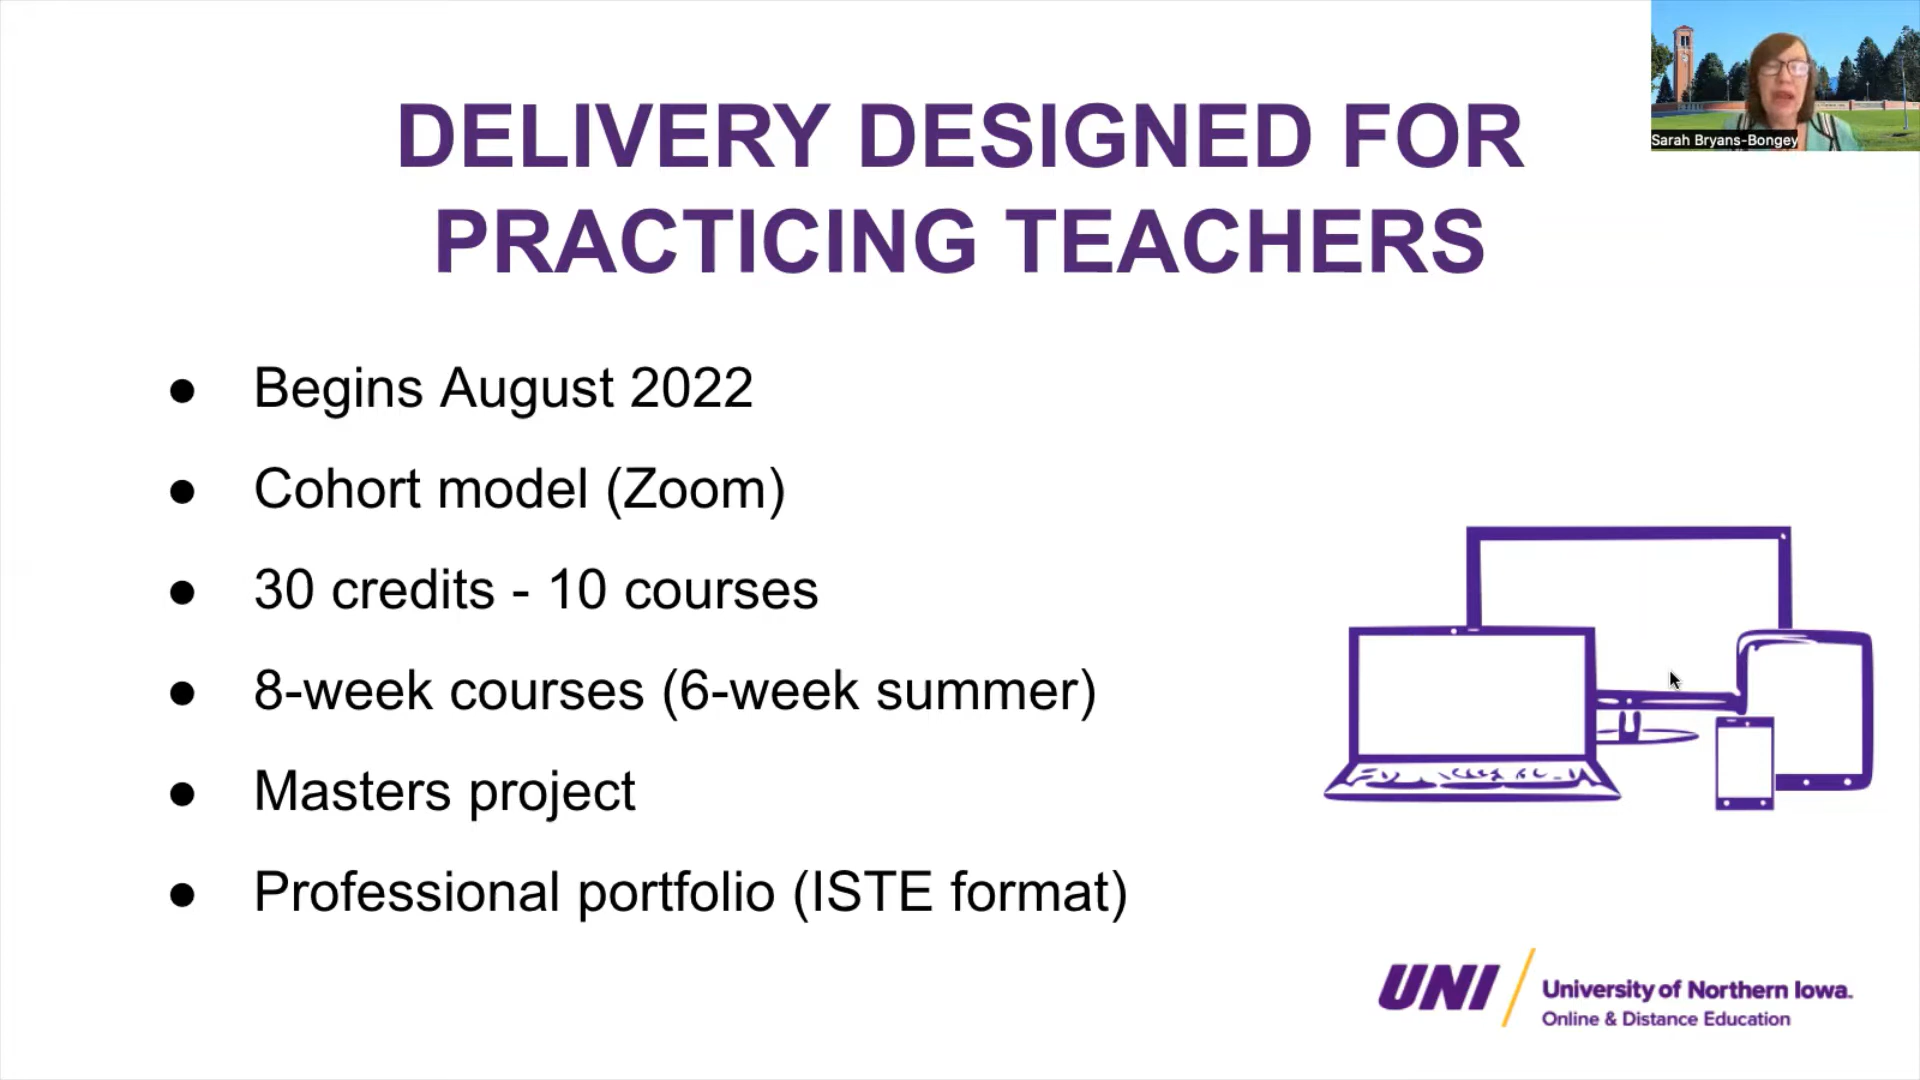 Sarah Bryans-Bongey
DELIVERY DESIGNED FOR
PRACTICING TEACHERS
● Begins August 2022
● Cohort model (Zoom)
● 30 credits - 10 courses
● 8-week courses (6-week summer)
● Masters project
● Professional portfolio (ISTE format)
UNI
University of Northern Iowa.
Online & Distance Education